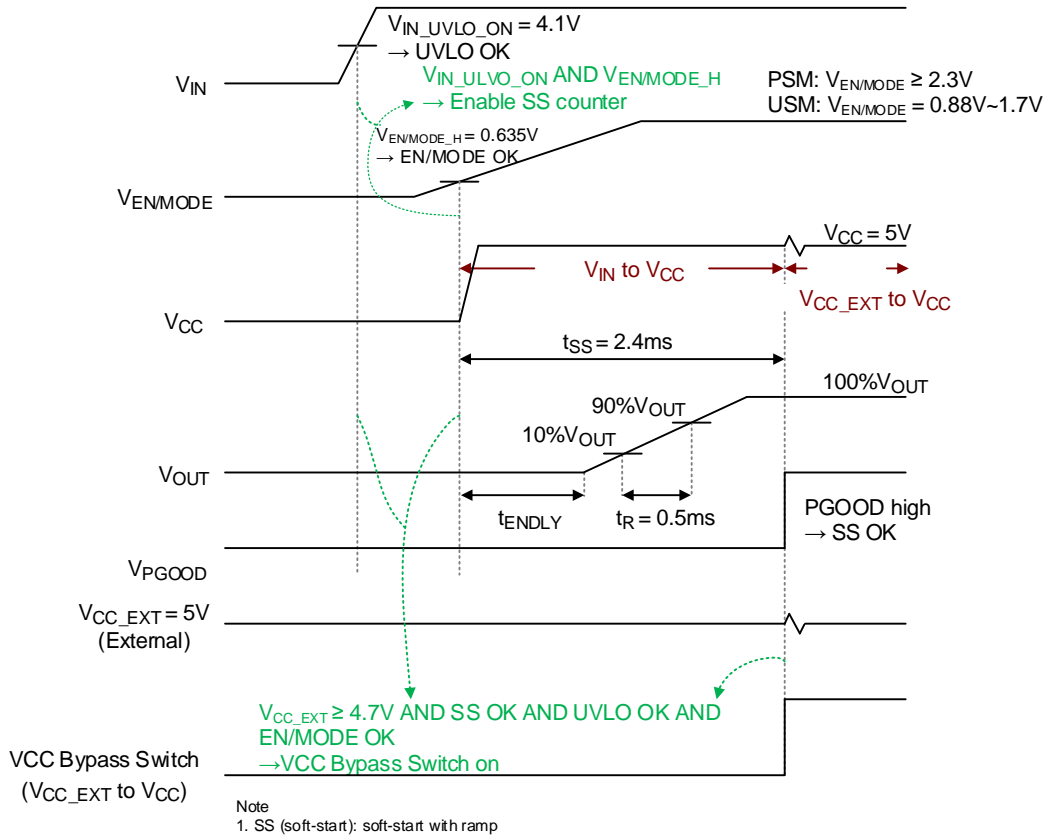 VIN_UVLO_ON = 4.1V
→ UVLO OK
VIN
VIN_ULVO_ON AND VEN/MODE_H
→ Enable SS counter
PSM: VEN/MODE ≥ 2.3V
USM: VEN/MODE = 0.88V~1.7V
VEN/MODE_H = 0.635V
→ EN/MODE OK
VEN/MODE
VCC = 5V
VIN to VCC
VCC_EXT to VCC
VCC
tSS = 2.4ms
100%VOUT
90%VOUT
10%VOUT
VOUT
tENDLY
tR = 0.5ms
PGOOD high
→ SS OK
VPGOOD
VCC_EXT = 5V
(External)
VCC_EXT ≥ 4.7V AND SS OK AND UVLO OK AND
EN/MODE OK
→VCC Bypass Switch on
VCC Bypass Switch
(VCC_EXT to VCC)
Note
1. SS (soft-start): soft-start with ramp